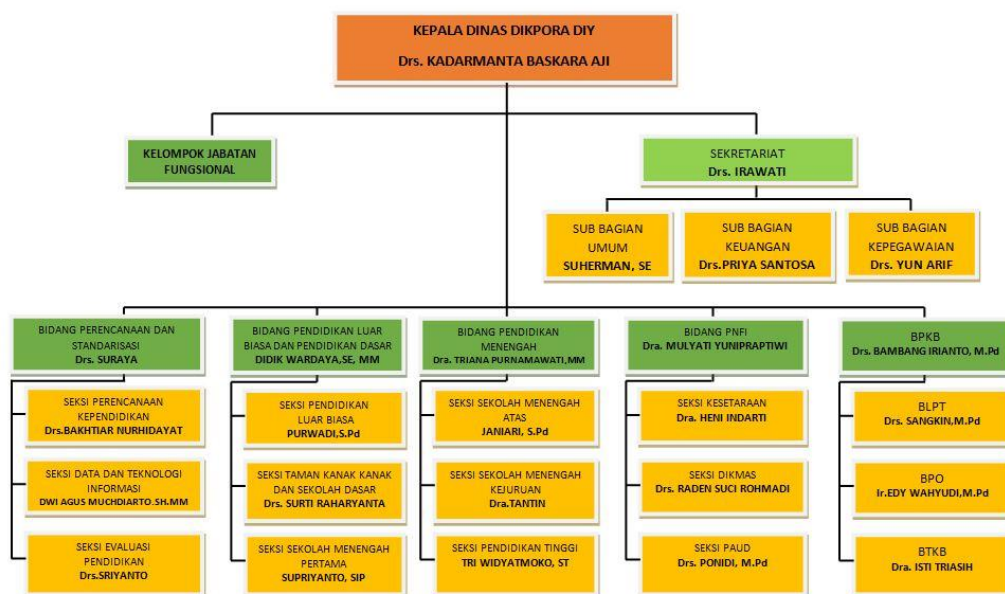 KEPALA DINAS DIKPORA DIY
Drs. KADARMANTA BASKARA AJI
KELOMPOK JABATAN
FUNGSIONAL
SEKRETARIAT
Drs. IRAWATI
SUB BAGIAN
UMUM
SUHERMAN, SE
SUB BAGIAN
KEUANGAN
Drs.PRIYA SANTOSA
SUB BAGIAN
KEPEGAWAIAN
Drs. YUN ARIF
BIDANG PERENCANAAN DAN
STANDARISASI
Drs. SURAYA
SEKSI PERENCANAAN
KEPENDIDIKAN
Drs.BAKHTIAR NURHIDAYAT
SEKSI DATA DAN TEKNOLOGI
INFORMASI
DWI AGUS MUCHDIARTO.SH.MM
SEKSI EVALUASI
PENDIDIKAN
Drs.SRIYANTO
BIDANG PENDIDIKAN LUAR
BIASA DAN PENDIDIKAN DASAR
DIDIK WARDAYA,SE, MM
SEKSI PENDIDIKAN
LUAR BIASA
PURWADI,S.Pd
SEKSI TAMAN KANAK KANAK
DAN SEKOLAH DASAR
Drs. SURTI RAHARYANTA
SEKSI SEKOLAH MENENGAH
PERTAMA
SUPRIYANTO, SIP
BIDANG PENDIDIKAN
MENEGAH
Dra. TRIANA PURNAMAWATI,MM
SEKSI SEKOLAH MENENGAH
ATAS
JANIARI, S.Pd
SEKSI SEKOLAH MENENGAH
KEJURUAN
Dra.TANTIN
SEKSI PENDIDIKAN TINGGI
TRI WIDYATMOKO, ST
BIDANG PNFI
Dra. MULYATI YUNIPRAPTIWI
SEKSI KESETARAAN
Dra. HENI INDARTI
SEKSI DIKMAS
Drs. RADEN SUCI ROHMADI
SEKSI PAUD
Drs. PONIDI, M.Pd
BPKB
Drs. BAMBANG IRIANTO, M.Pd
BLPT
Drs. SANGKIN,M.Pd
BPO
Ir.EDY WAHYUDI,M.Pd
BTKB
Dra. ISTI TRIASIH